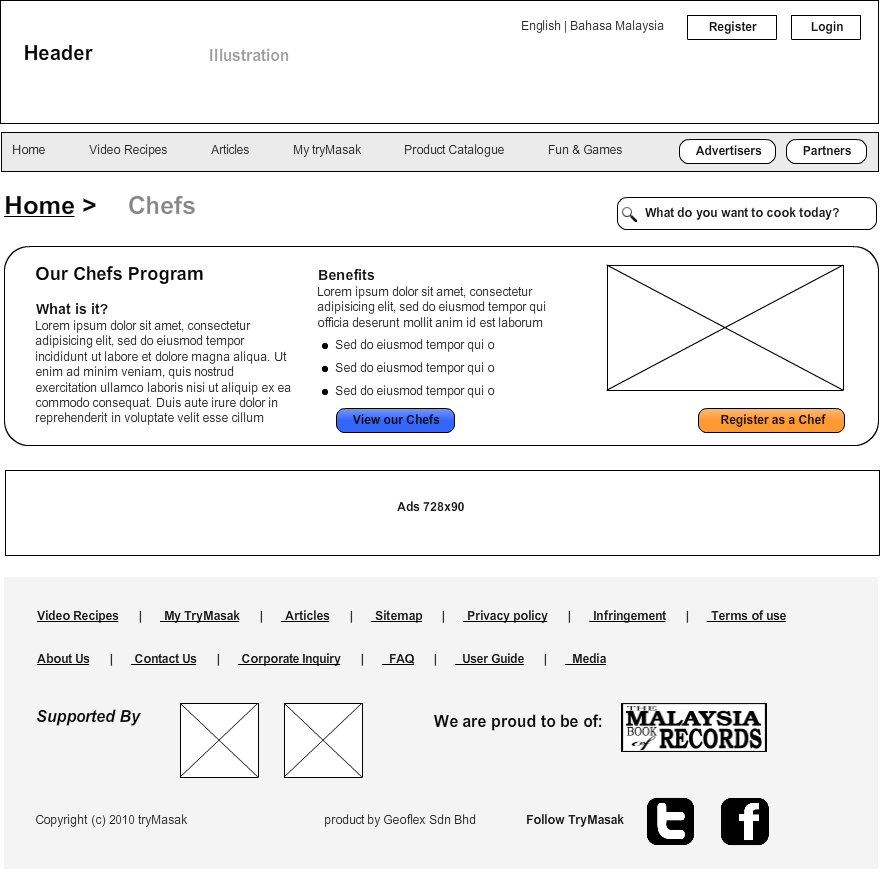 English | Bahasa Malaysia
Register
Login
Header
Illustration
Home
Video Recipes
Articles
My tryMasak
Product Catalogue
Fun & Games
Advertisers
Partners
Home >
Chefs
What do you want to cook today?
Our Chefs Program
What is it?
Lorem ipsum dolor sit amet, consectetur
adipisicing elit, sed do eiusmod tempor
incididunt ut labore et dolore magna aliqua. Ut
enim ad minim veniam, quis nostrud
exercitation ullamco laboris nisi ut aliquip ex ea
commodo consequat. Duis aute irure dolor in
reprehenderit in voluptate velit esse cillum
Benefits
Lorem ipsum dolor sit amet, consectetur
adipisicing elit, sed do eiusmod tempor qui
officia deserunt mollit anim id est laborum
Sed do eiusmod tempor qui o
Sed do eiusmod tempor qui o
Sed do eiusmod tempor qui o
View our Chefs
Register as a Chef
Ads 728x90
Video Recipes | My TryMasak | Articles | Sitemap | Privacy policy | Infringement | Terms of use
About Us | Contact Us | Corporate Inquiry | FAQ | User Guide | Media
Supported By
We are proud to be of:
THE
MALAYSIA
BOOK of RECORDS
Copyright (c) 2010 tryMasak
product by Geoflex Sdn Bhd
Follow TryMasak
t
f